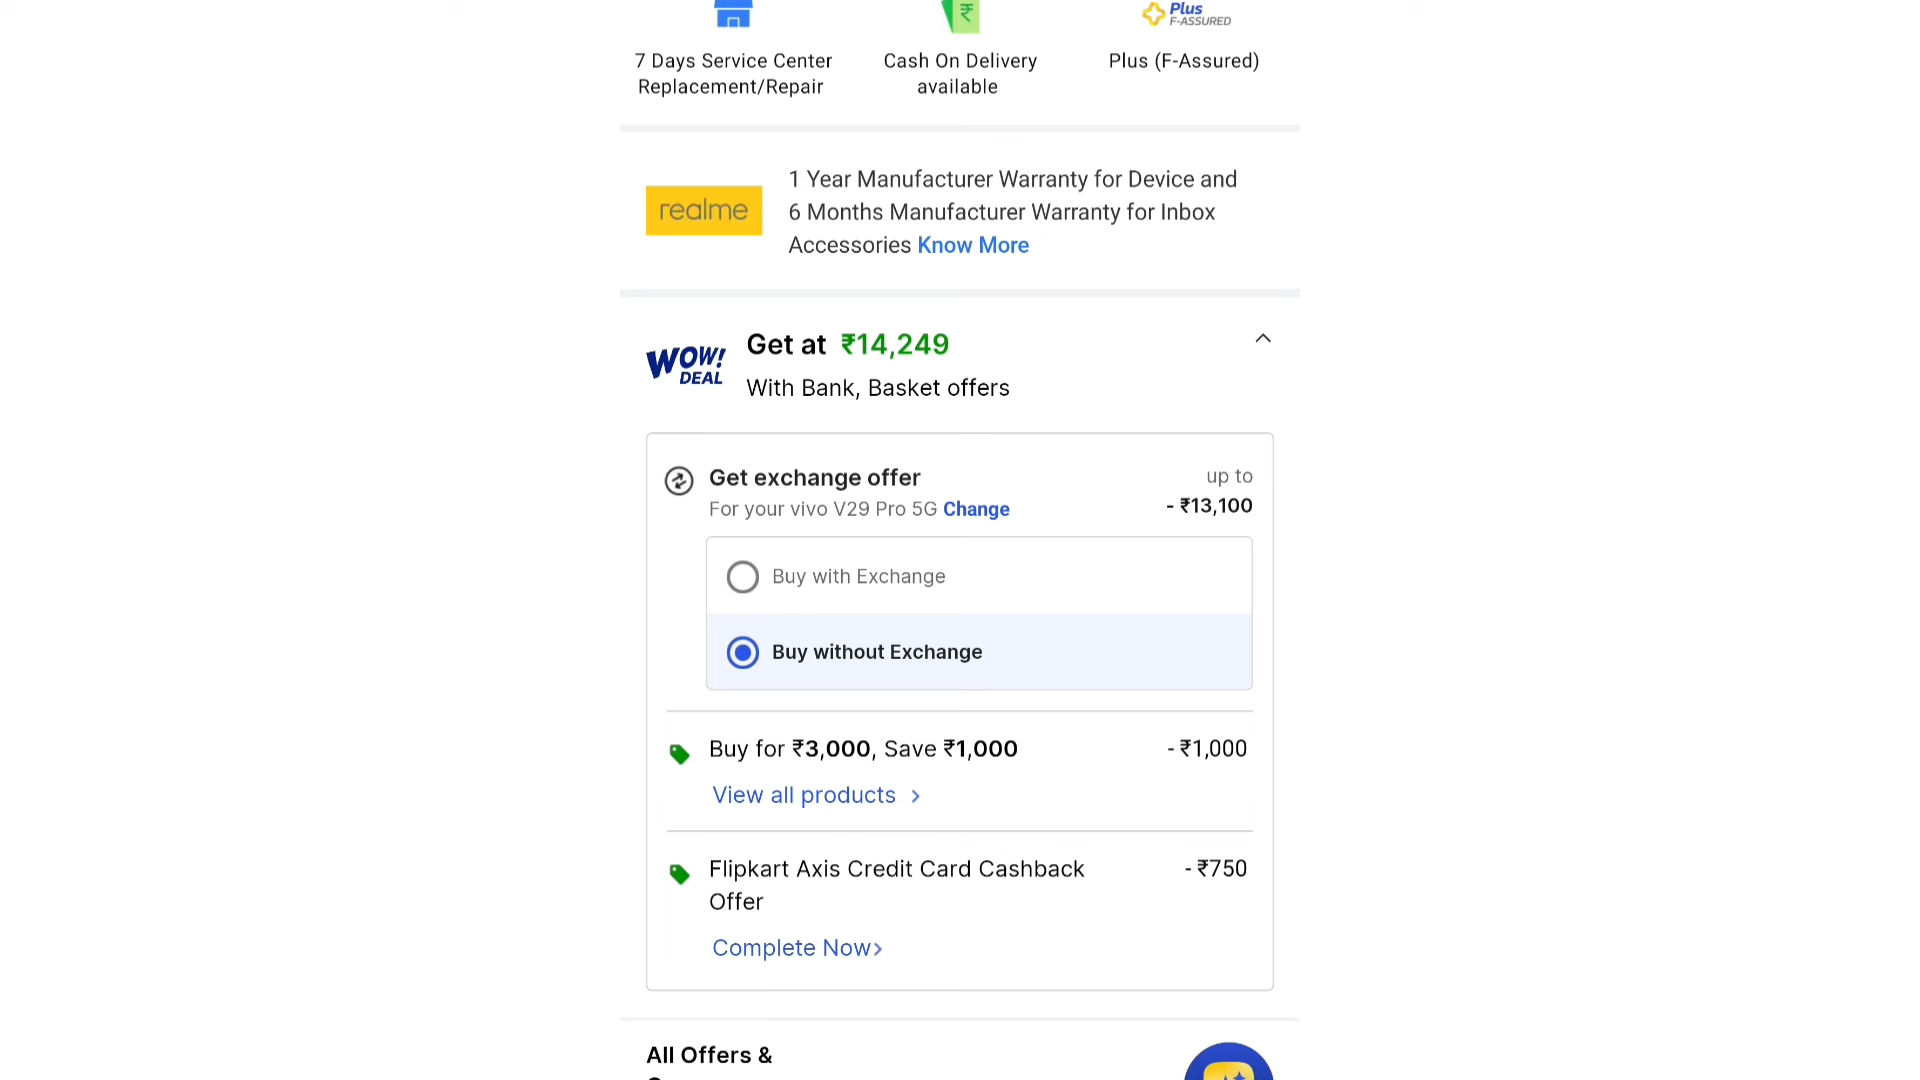 Plus
F-ASSURED
7 Days Service Center
Replacement/Repair
Cash On Delivery
available
Plus (F-Assured)
realme
1 Year Manufacturer Warranty for Device and
6 Months Manufacturer Warranty for Inbox
Accessories Know More
WOW!
DEAL
Get at ₹14,249
With Bank, Basket offers
Get exchange offer
up to
For your vivo V29 Pro 5G Change
- ₹13,100
Buy with Exchange
Buy without Exchange
Buy for ₹3,000, Save ₹1,000
- ₹1,000
View all products
Flipkart Axis Credit Card Cashback
Offer
- ₹750
Complete Now
All Offers &